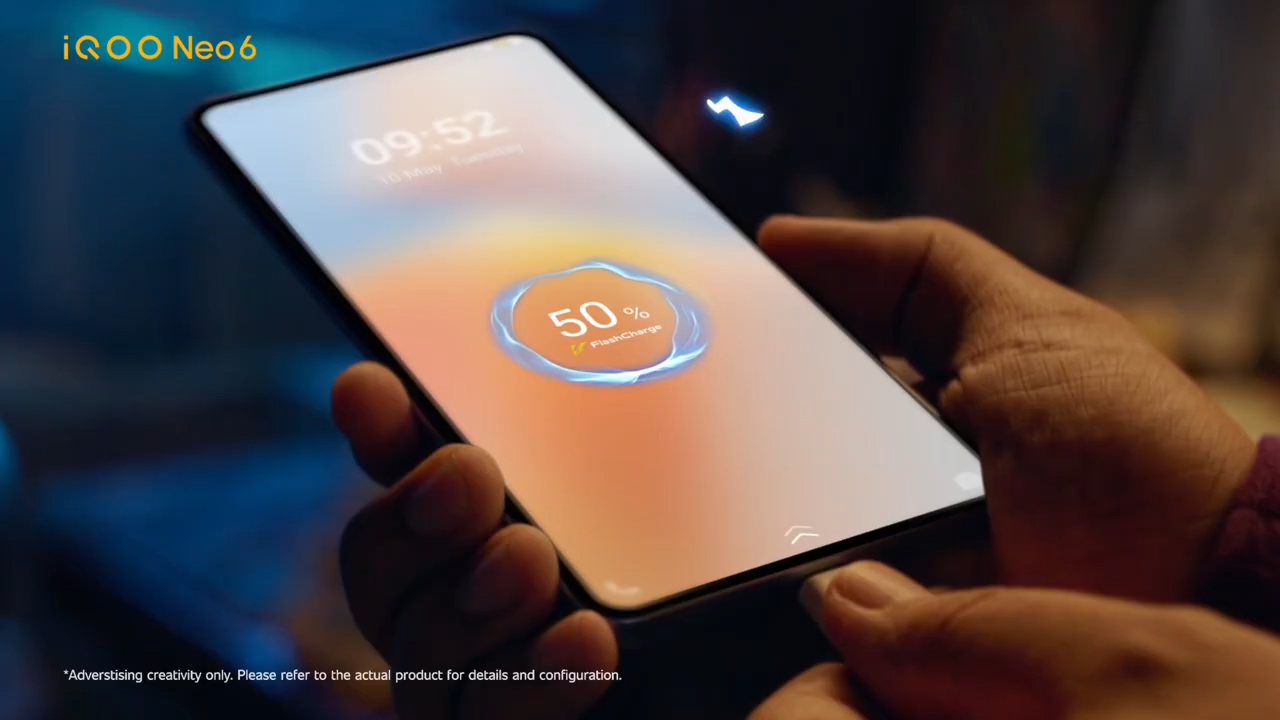 iQOO Neo6
09:52
10 May Tuesday
50 %
FlashCharge
*Adverstising creativity only. Please refer to the actual product for details and configuration.